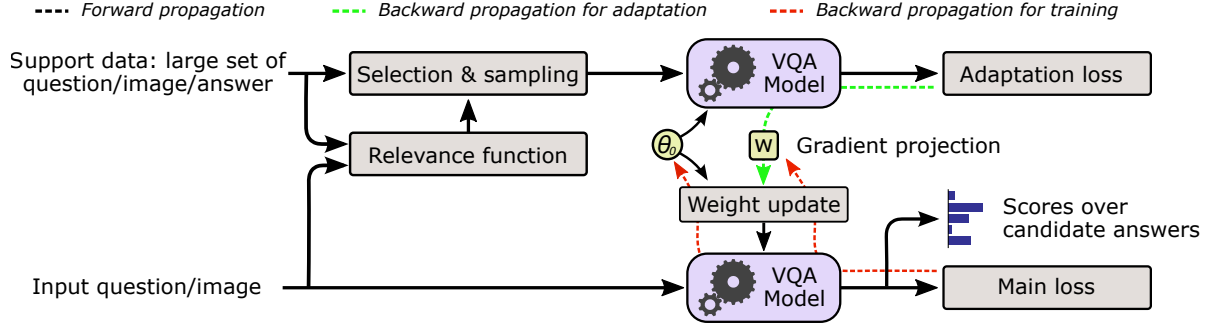 Forward propagation
Backward propagation for adaptation
Backward propagation for training
Support data: large set of
question/image/answer
Selection & sampling
VQA
Model
Adaptation loss
Relevance function
θ₀
w
Gradient projection
Weight update
Scores over
candidate answers
Input question/image
VQA
Model
Main loss